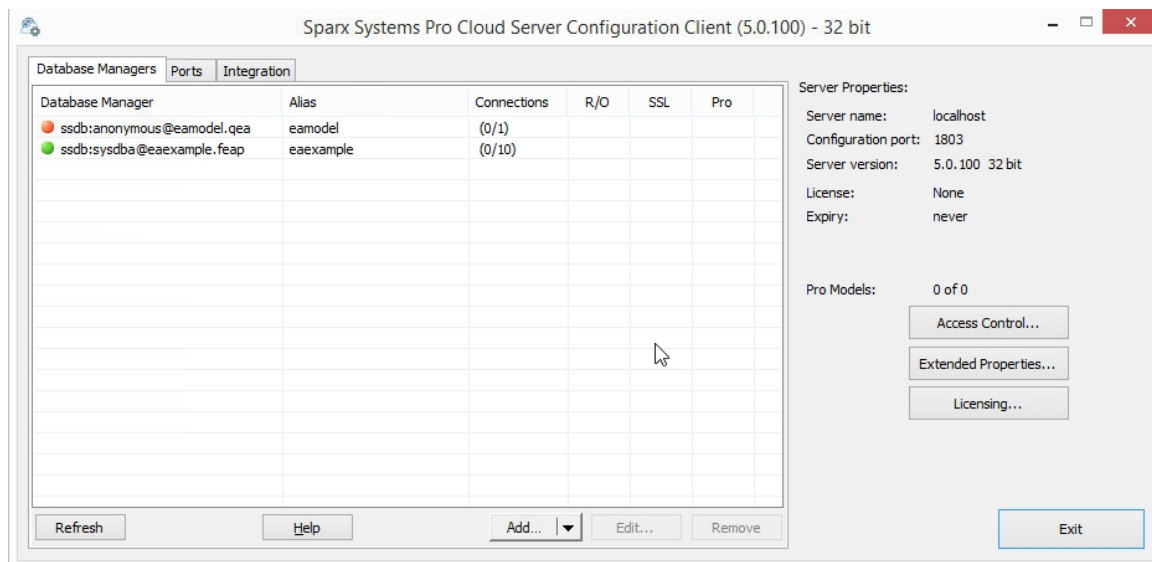 Sparx Systems Pro Cloud Server Configuration Client (5.0.100) - 32 bit
Database Managers Ports Integration
Database Manager Alias Connections R/O SSL Pro
ssdb:anonymous@eamodel.qea eamodel (0/1)
ssdb:sysdba@eaexample.feap eaexample (0/10)
Refresh Help Add... Edit... Remove
Server Properties:
Server name: localhost
Configuration port: 1803
Server version: 5.0.100 32 bit
License: None
Expiry: never
Pro Models: 0 of 0
Access Control...
Extended Properties...
Licensing...
Exit